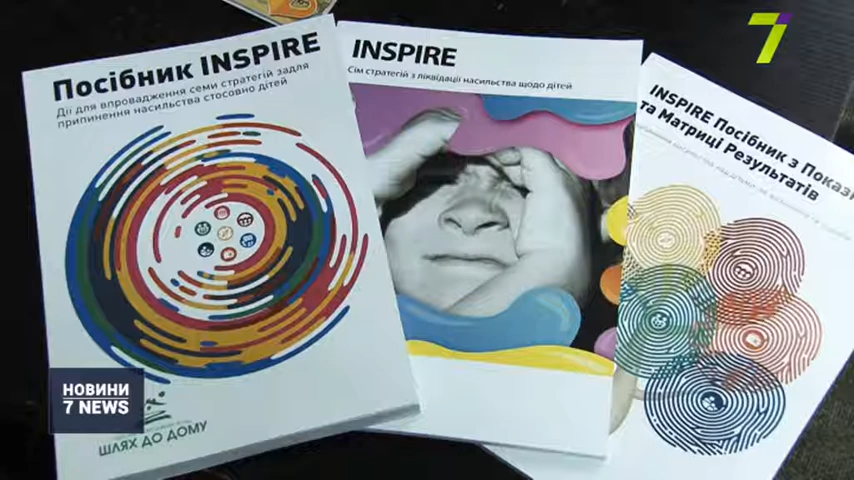 7
Посібник INSPIRE
Дії для впровадження семи стратегій задля
припинення насильства стосовно дітей
ШЛЯХ ДО ДОМУ
INSPIRE
Сім стратегій з ліквідації насильства щодо дітей
INSPIRE Посібник з Показ
та Матриці Результатів
НОВИНИ
7 NEWS